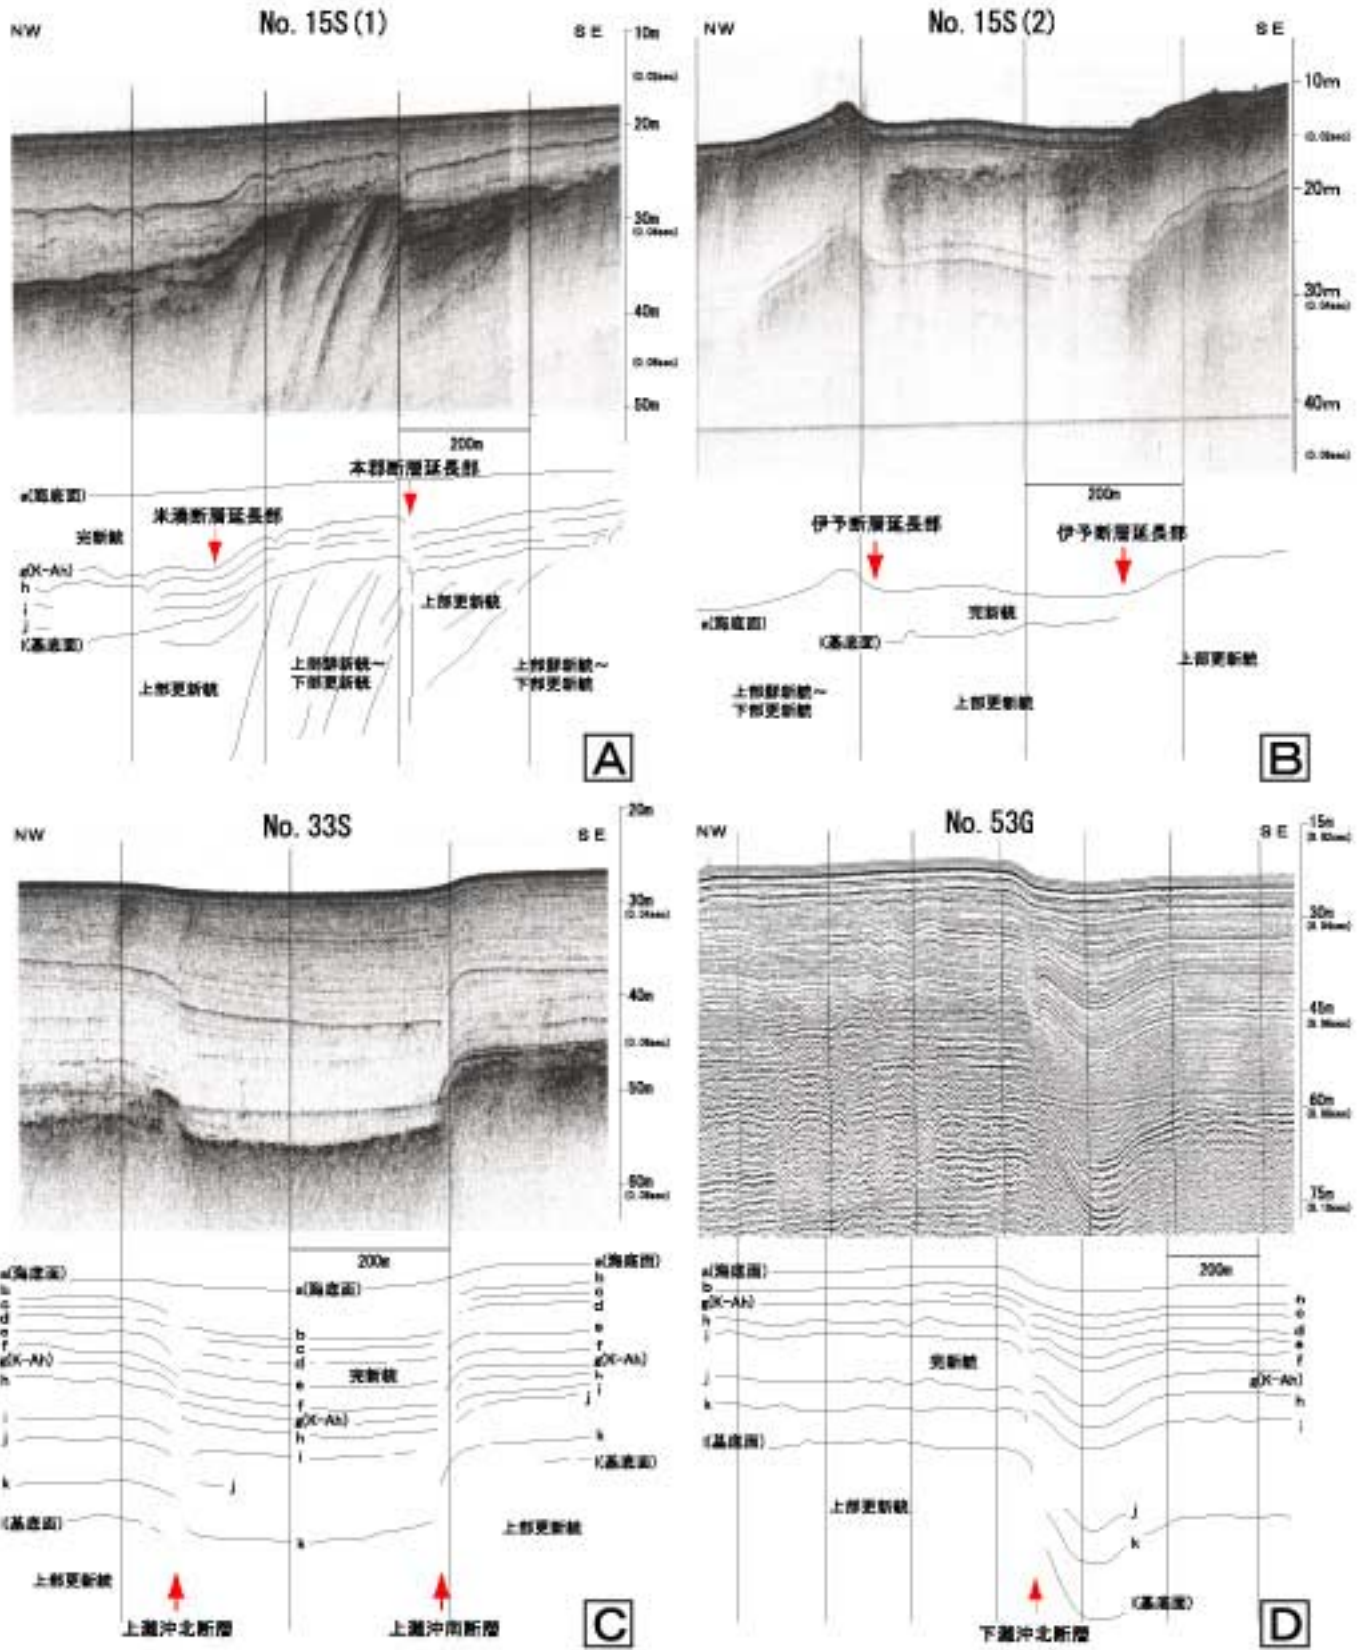 No. 15S(1)
NW
SE
10m
20m
30m
40m
50m
200m
本郡断層延長部
米湊断層延長部
a(海底面)
完新統
g(K-Ah)
h
i
j
l(基底面)
上部更新統
上部鮮新統～
下部更新統
上部更新統
上部鮮新統～
下部更新統
A
No. 15S(2)
NW
SE
10m
20m
30m
40m
200m
伊予断層延長部
伊予断層延長部
a(海底面)
完新統
l(基底面)
上部更新統
上部鮮新統～
下部更新統
上部更新統
B
No. 33S
NW
SE
20m
30m
40m
50m
60m
200m
a(海底面)
b
c
d
e
f
g(K-Ah)
h
i
j
k
l(基底面)
上部更新統
a(海底面)
b
c
d
e
f
g(K-Ah)
h
i
j
k
完新統
a(海底面)
b
c
d
e
f
g(K-Ah)
h
i
j
k
l(基底面)
上部更新統
上灘沖北断層
上灘沖南断層
C
No. 53G
NW
SE
15m
30m
45m
60m
75m
200m
a(海底面)
b
g(K-Ah)
h
i
j
k
l(基底面)
完新統
上部更新統
c
d
e
f
g(K-Ah)
h
i
j
k
l(基底面)
下灘沖北断層
D